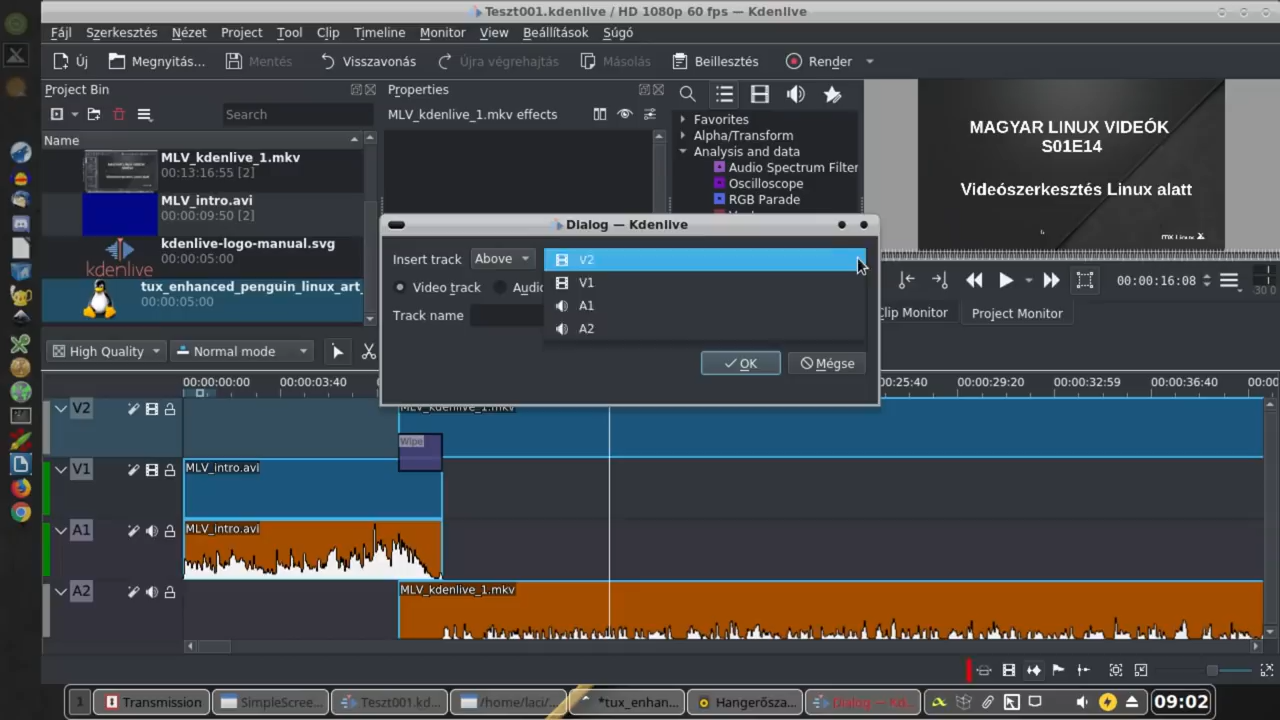 Teszt001.kdenlive / HD 1080p 60 fps — Kdenlive
Fájl Szerkesztés Nézet Project Tool Clip Timeline Monitor View Beállítások Súgó
Új Megnyitás... Mentés Visszavonás Újra végrehajtás Másolás Beillesztés Render
Project Bin
Search
Name
MLV_kdenlive_1.mkv
00:13:16:55 [2]
MLV_intro.avi
00:00:09:50 [2]
kdenlive-logo-manual.svg
00:00:05:00
kdenlive
tux_enhanced_penguin_linux_art_
00:00:05:00
Properties
MLV_kdenlive_1.mkv effects
Favorites
Alpha/Transform
Analysis and data
Audio Spectrum Filter
Oscilloscope
RGB Parade
MAGYAR LINUX VIDEÓK
S01E14
Videószerkesztés Linux alatt
00:00:16:08
Clip Monitor Project Monitor
Dialog — Kdenlive
Insert track Above V2
V1
A1
A2
Video track
Track name
OK Mégse
High Quality Normal mode
00:00:00:00 00:00:03:40 00:00:29:20 00:00:32:59 00:00:36:40
V2 MLV_kdenlive_1.mkv
Wipe
V1 MLV_intro.avi
A1 MLV_intro.avi
A2 MLV_kdenlive_1.mkv
1 Transmission SimpleScree... Teszt001.kd... /home/laci/... *tux_enhan... Hangerősza... Dialog — Kd... 09:02